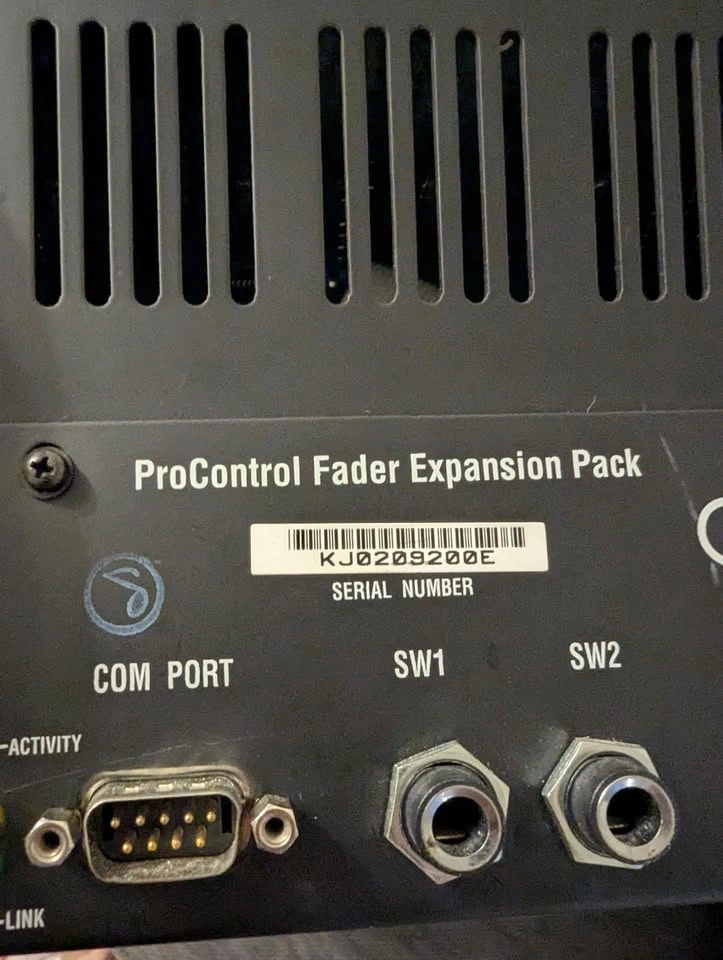 ProControl Fader Expansion Pack
KJ0209200E
SERIAL NUMBER
COM PORT
SW1
SW2
-ACTIVITY
-LINK